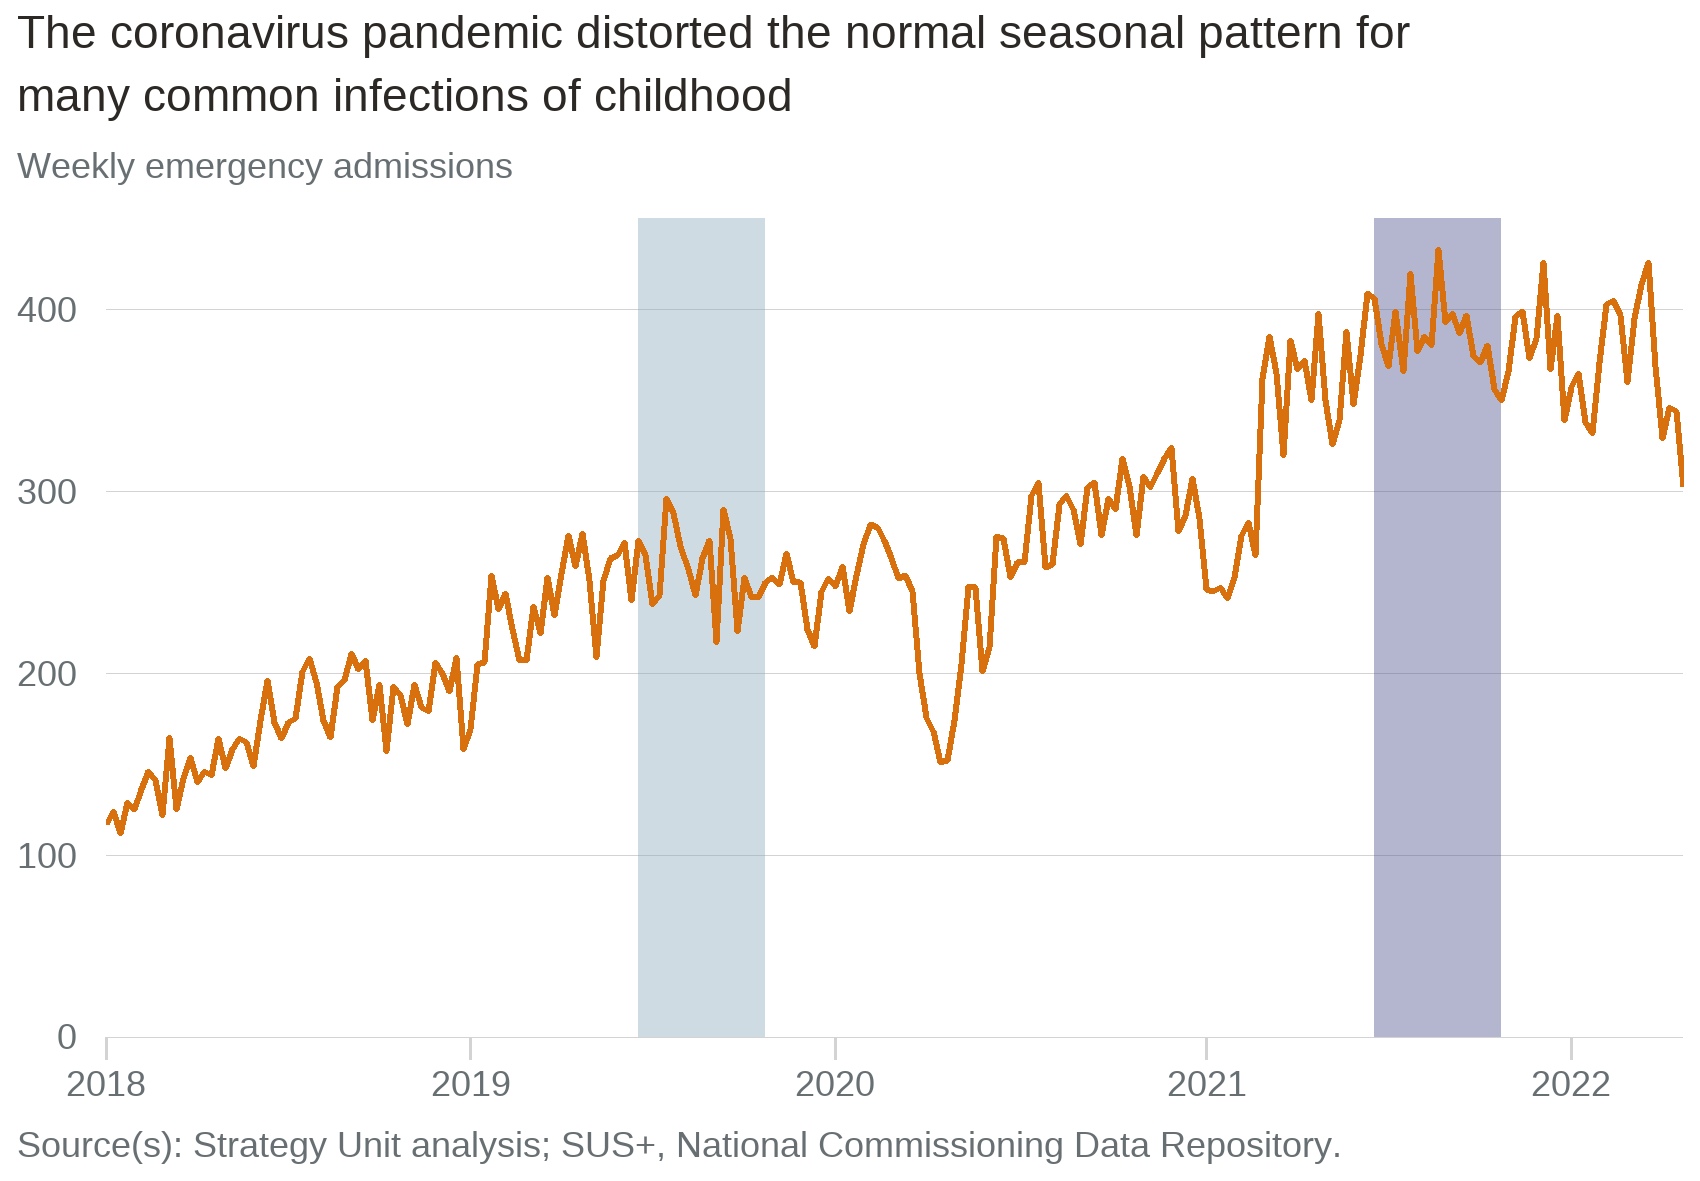 The coronavirus pandemic distorted the normal seasonal pattern for
many common infections of childhood
Weekly emergency admissions
400
300
200
100
0
2018 2019 2020 2021 2022
Source(s): Strategy Unit analysis; SUS+, National Commissioning Data Repository.